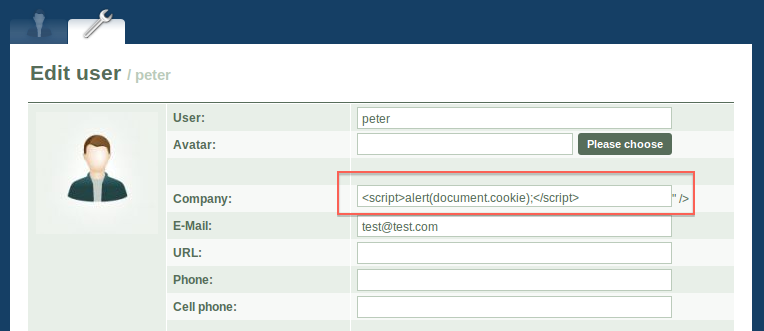 Edit user / peter
User: peter
Avatar: Please choose
Company: <script>alert(document.cookie);</script> " />
E-Mail: test@test.com
URL:
Phone:
Cell phone: